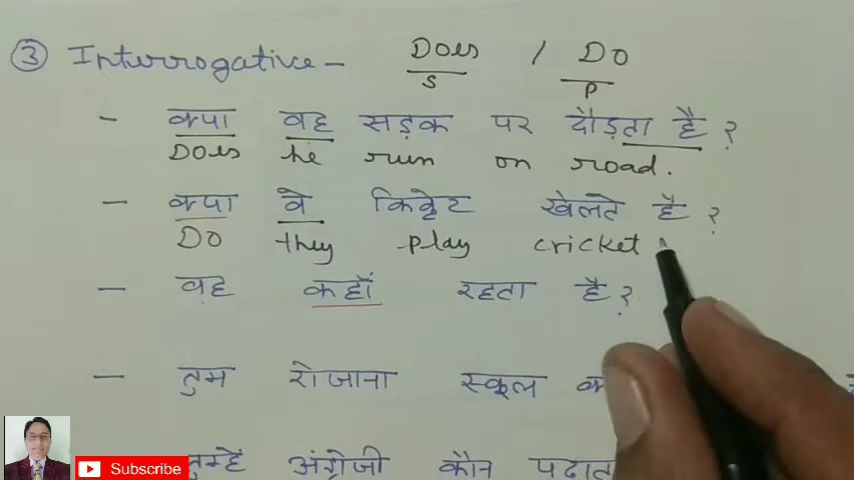 ③ Interrogative - Does / Do
S P
- क्या वह सड़क पर दौड़ता है ?
Does he run on road.
- क्या वे क्रिकेट खेलते है ?
Do they play cricket
- वह कहाँ रहता है ?
- तुम रोजाना स्कूल
तुम्हें अंग्रेजी कौन
Subscribe